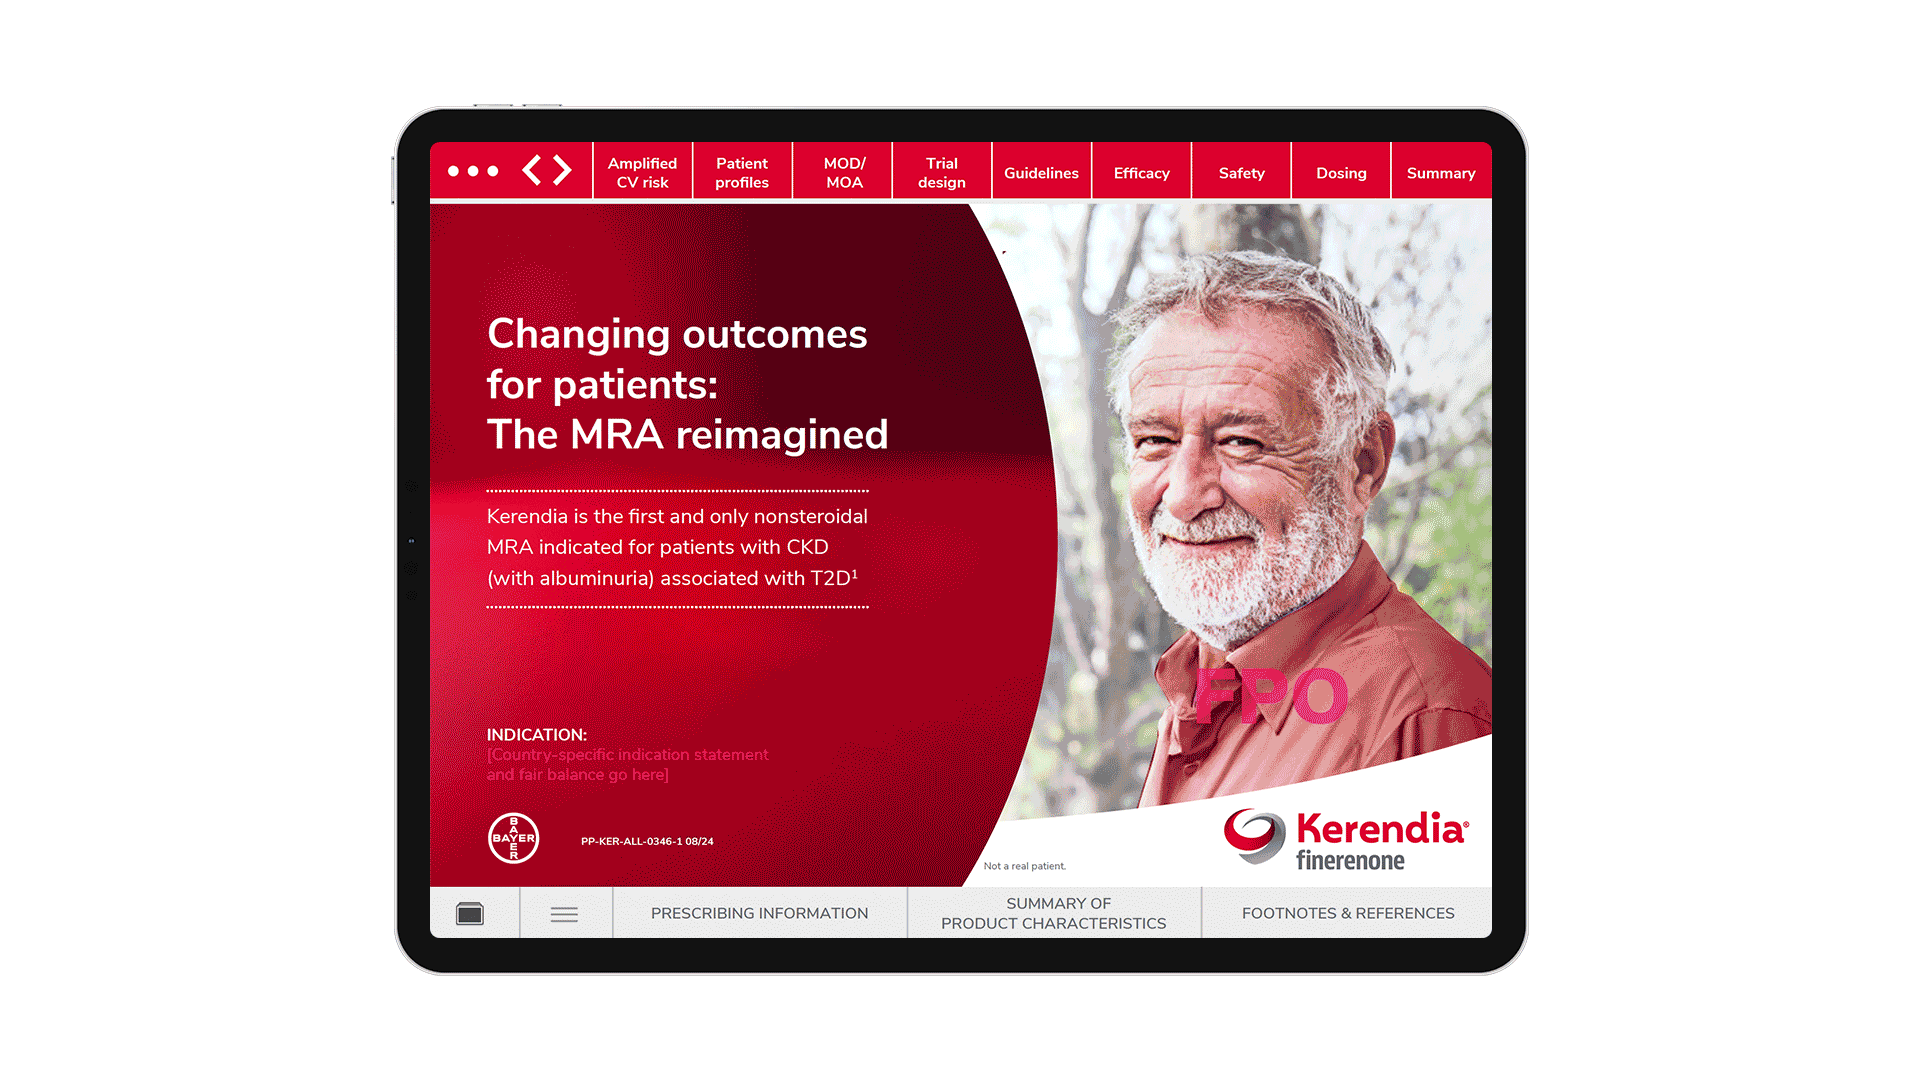 Amplified
CV risk
Patient
profiles
MOD/
MOA
Trial
design
Guidelines
Efficacy
Safety
Dosing
Summary
Changing outcomes
for patients:
The MRA reimagined
Kerendia is the first and only nonsteroidal
MRA indicated for patients with CKD
(with albuminuria) associated with T2D¹
FPO
INDICATION:
[Country-specific indication statement
and fair balance go here]
BAYER
BAYER
PP-KER-ALL-0346-1 08/24
Not a real patient.
Kerendia®
finerenone
PRESCRIBING INFORMATION
SUMMARY OF
PRODUCT CHARACTERISTICS
FOOTNOTES & REFERENCES